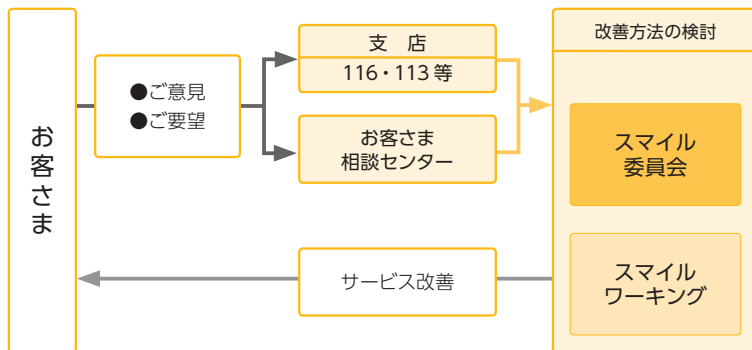 お客さま
●ご意見
●ご要望
支　店
116・113 等
お客さま
相談センター
改善方法の検討
スマイル
委員会
スマイル
ワーキング
サービス改善